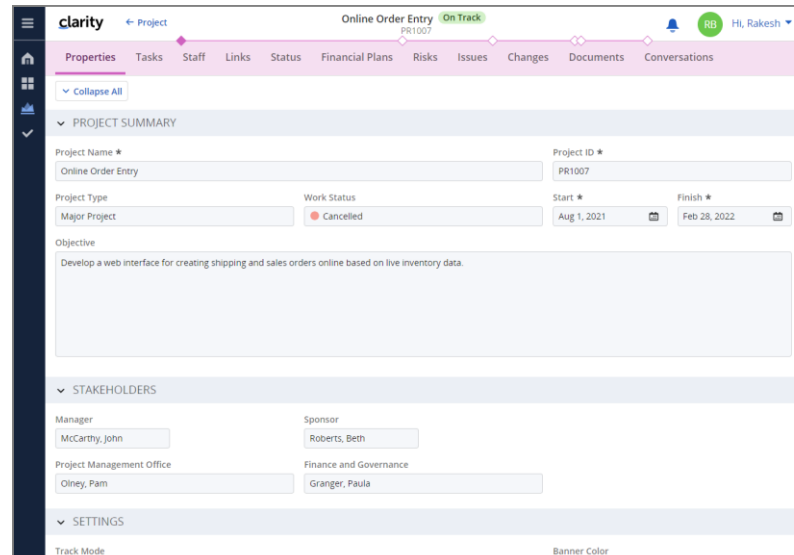 clarity
← Project
Online Order Entry On Track
PR1007
RB Hi, Rakesh
Properties Tasks Staff Links Status Financial Plans Risks Issues Changes Documents Conversations
Collapse All
PROJECT SUMMARY
Project Name ★ Project ID ★
Online Order Entry PR1007
Project Type Work Status Start ★ Finish ★
Major Project Cancelled Aug 1, 2021 Feb 28, 2022
Objective
Develop a web interface for creating shipping and sales orders online based on live inventory data.
STAKEHOLDERS
Manager Sponsor
McCarthy, John Roberts, Beth
Project Management Office Finance and Governance
Olney, Pam Granger, Paula
SETTINGS
Track Mode Banner Color